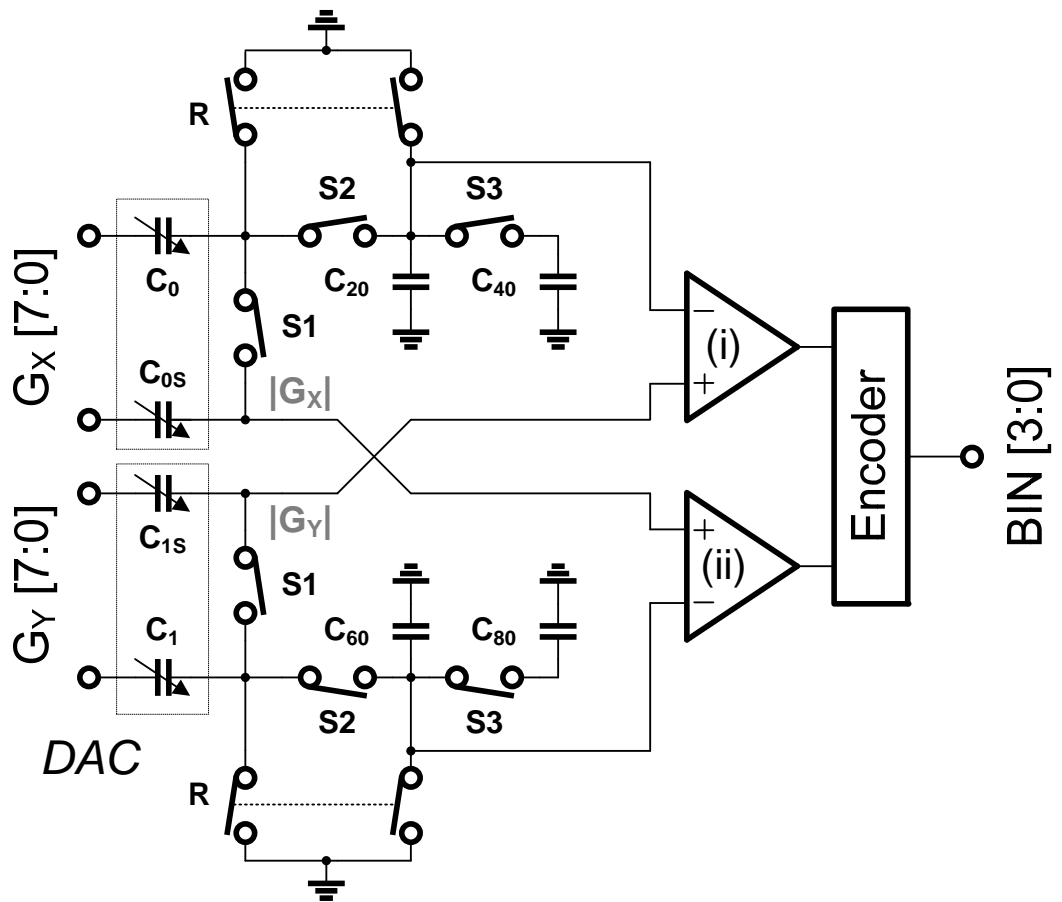 R
S2
S3
C0
C20
C40
S1
GX [7:0]
C0S
|GX|
(i)
−
+
Encoder
BIN [3:0]
GY [7:0]
C1S
|GY|
+
(ii)
−
S1
C1
C60
C80
S2
S3
DAC
R